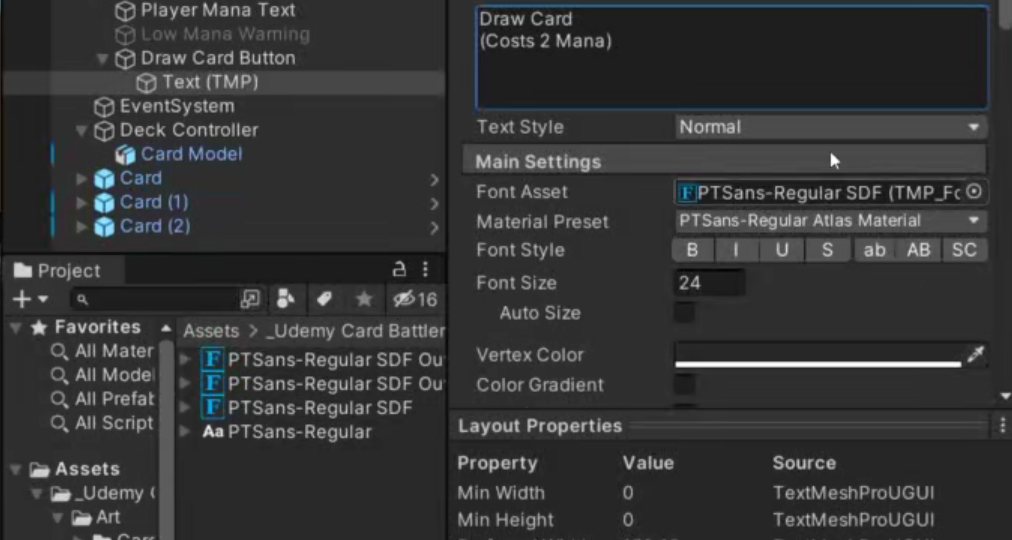 Player Mana Text
Low Mana Warning
Draw Card Button
Text (TMP)
EventSystem
Deck Controller
Card Model
Card
Card (1)
Card (2)
Project
16
Favorites
All Mater
All Model
All Prefab
All Script
Assets
_Udemy C
Art
Assets > _Udemy Card Battler
PTSans-Regular SDF Ou
PTSans-Regular SDF Ou
PTSans-Regular SDF
Aa PTSans-Regular
Draw Card
(Costs 2 Mana)
Text Style Normal
Main Settings
Font Asset F PTSans-Regular SDF (TMP_Fo
Material Preset PTSans-Regular Atlas Material
Font Style B I U S ab AB SC
Font Size 24
Auto Size
Vertex Color
Color Gradient
Layout Properties
Property Value Source
Min Width 0 TextMeshProUGUI
Min Height 0 TextMeshProUGUI